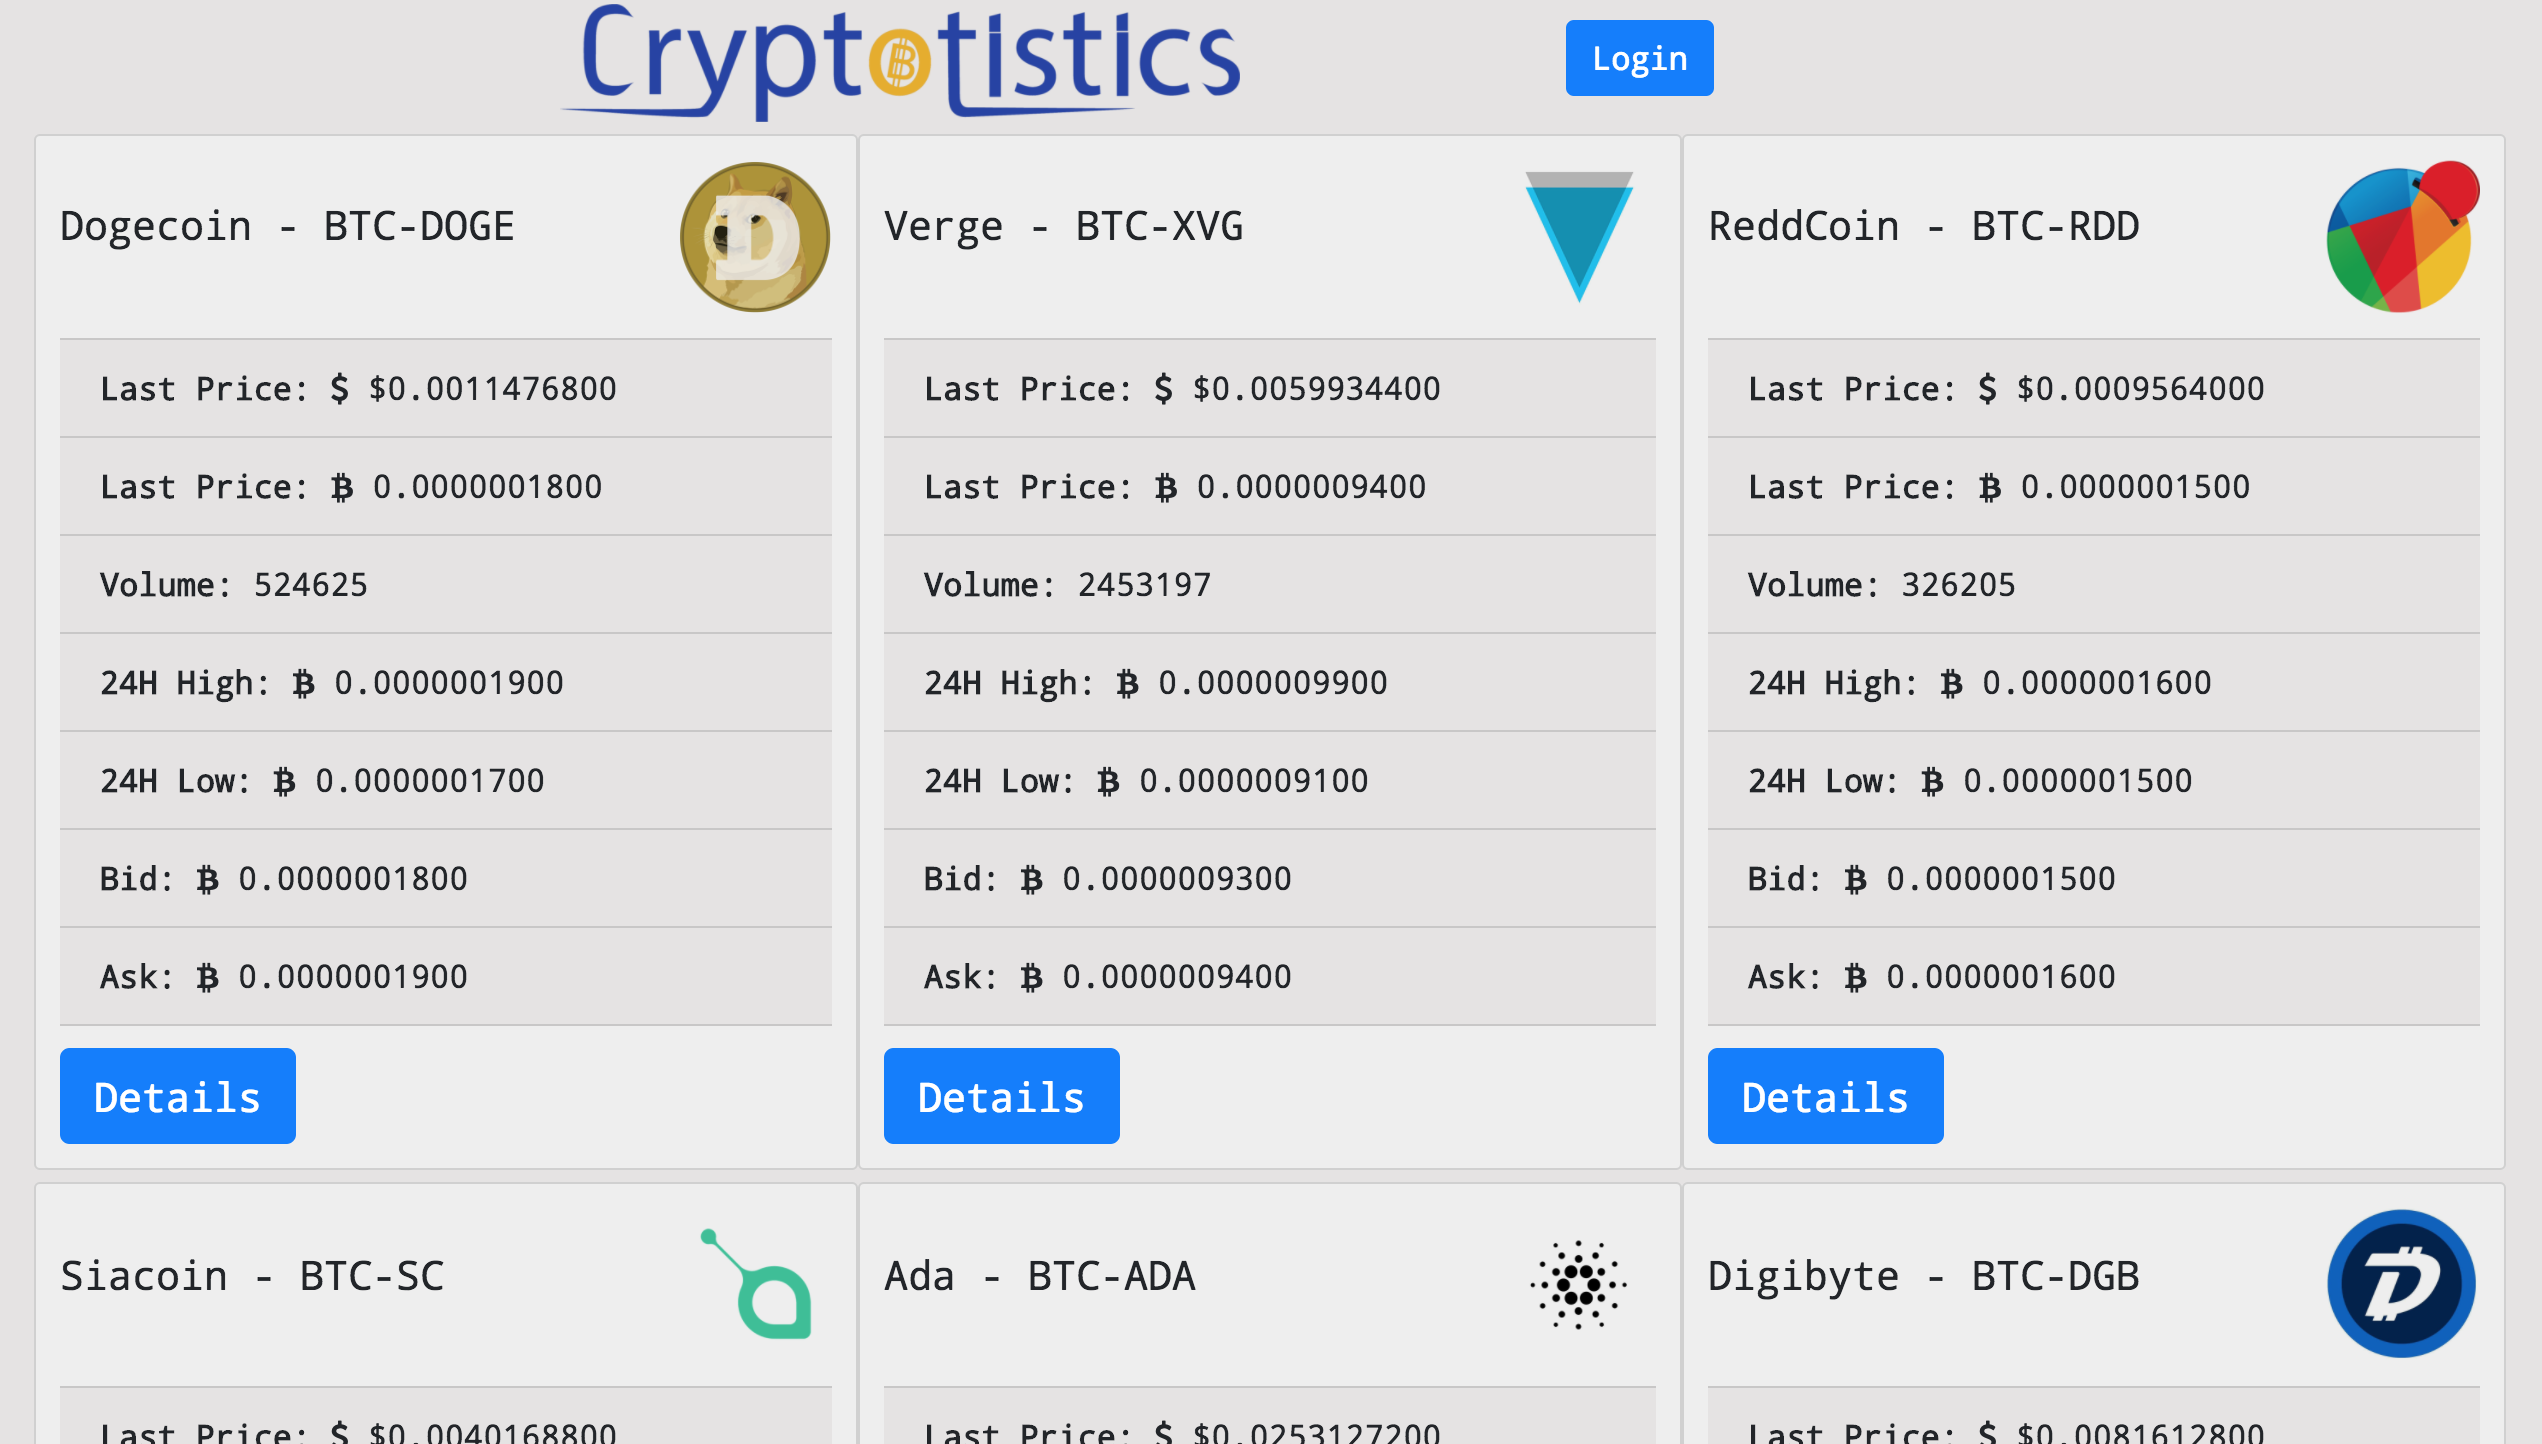 Cryptotistics
Login
Dogecoin - BTC-DOGE
Last Price: $ $0.0011476800
Last Price: ₿ 0.0000001800
Volume: 524625
24H High: ₿ 0.0000001900
24H Low: ₿ 0.0000001700
Bid: ₿ 0.0000001800
Ask: ₿ 0.0000001900
Details
Verge - BTC-XVG
Last Price: $ $0.0059934400
Last Price: ₿ 0.0000009400
Volume: 2453197
24H High: ₿ 0.0000009900
24H Low: ₿ 0.0000009100
Bid: ₿ 0.0000009300
Ask: ₿ 0.0000009400
Details
ReddCoin - BTC-RDD
Last Price: $ $0.0009564000
Last Price: ₿ 0.0000001500
Volume: 326205
24H High: ₿ 0.0000001600
24H Low: ₿ 0.0000001500
Bid: ₿ 0.0000001500
Ask: ₿ 0.0000001600
Details
Siacoin - BTC-SC
Last Price: $ $0.0040168800
Ada - BTC-ADA
Last Price: $ $0.0253127200
Digibyte - BTC-DGB
Last Price: $ $0.0081612800